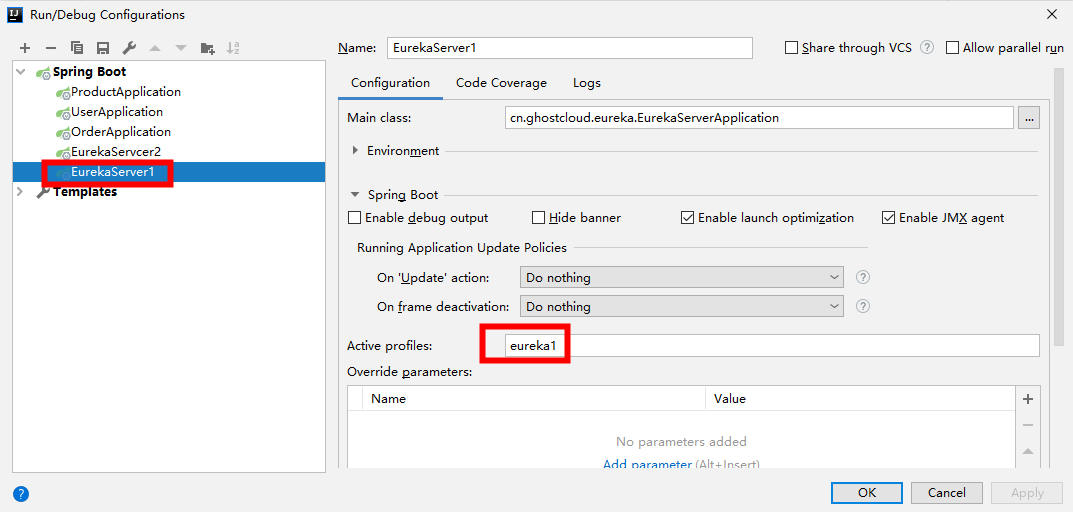 Run/Debug Configurations
Name: EurekaServer1 Share through VCS ? Allow parallel run
Spring Boot
ProductApplication
UserApplication
OrderApplication
EurekaServcer2
EurekaServer1
Templates
Configuration Code Coverage Logs
Main class: cn.ghostcloud.eureka.EurekaServerApplication ...
Environment
Spring Boot
Enable debug output Hide banner Enable launch optimization Enable JMX agent
Running Application Update Policies
On 'Update' action: Do nothing ?
On frame deactivation: Do nothing ?
Active profiles: eureka1
Override parameters:
Name Value
No parameters added
Add parameter (Alt+Insert)
? OK Cancel Apply